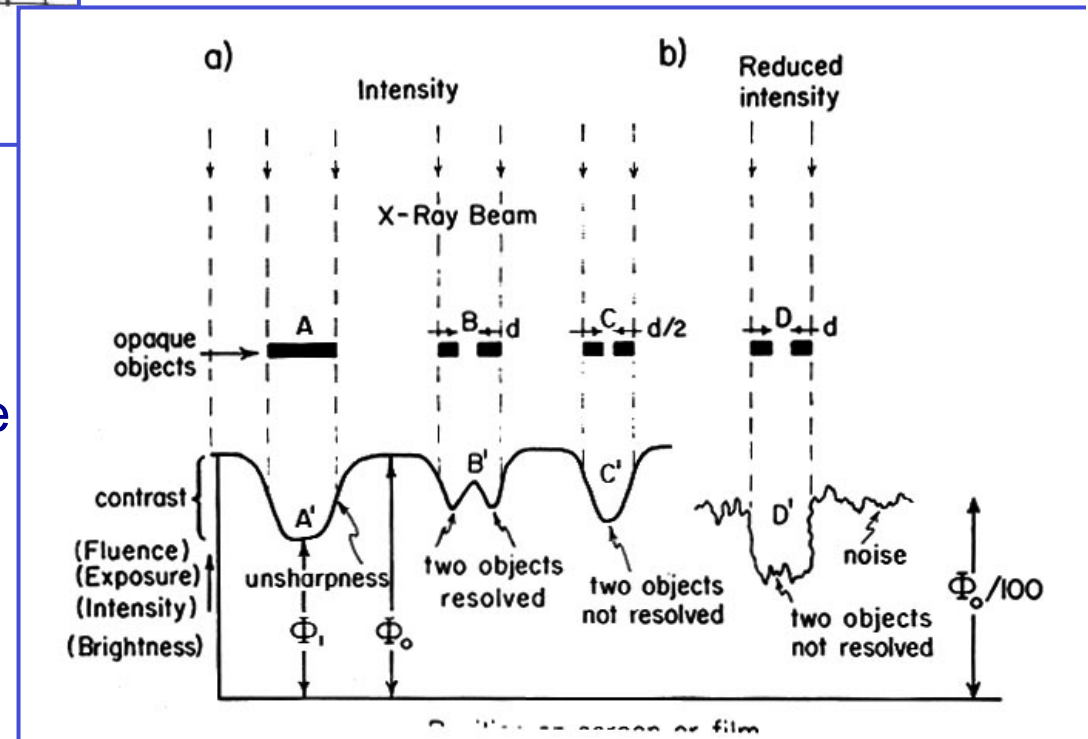 a)
b)
Intensity
Reduced
intensity
X-Ray Beam
opaque
objects
A
B
d
C
d/2
D
d
contrast
A'
B'
C'
D'
(Fluence)
(Exposure)
(Intensity)
(Brightness)
unsharpness
two objects
resolved
two objects
not resolved
noise
two objects
not resolved
Φ₁
Φ₀
Φ₀/100
e